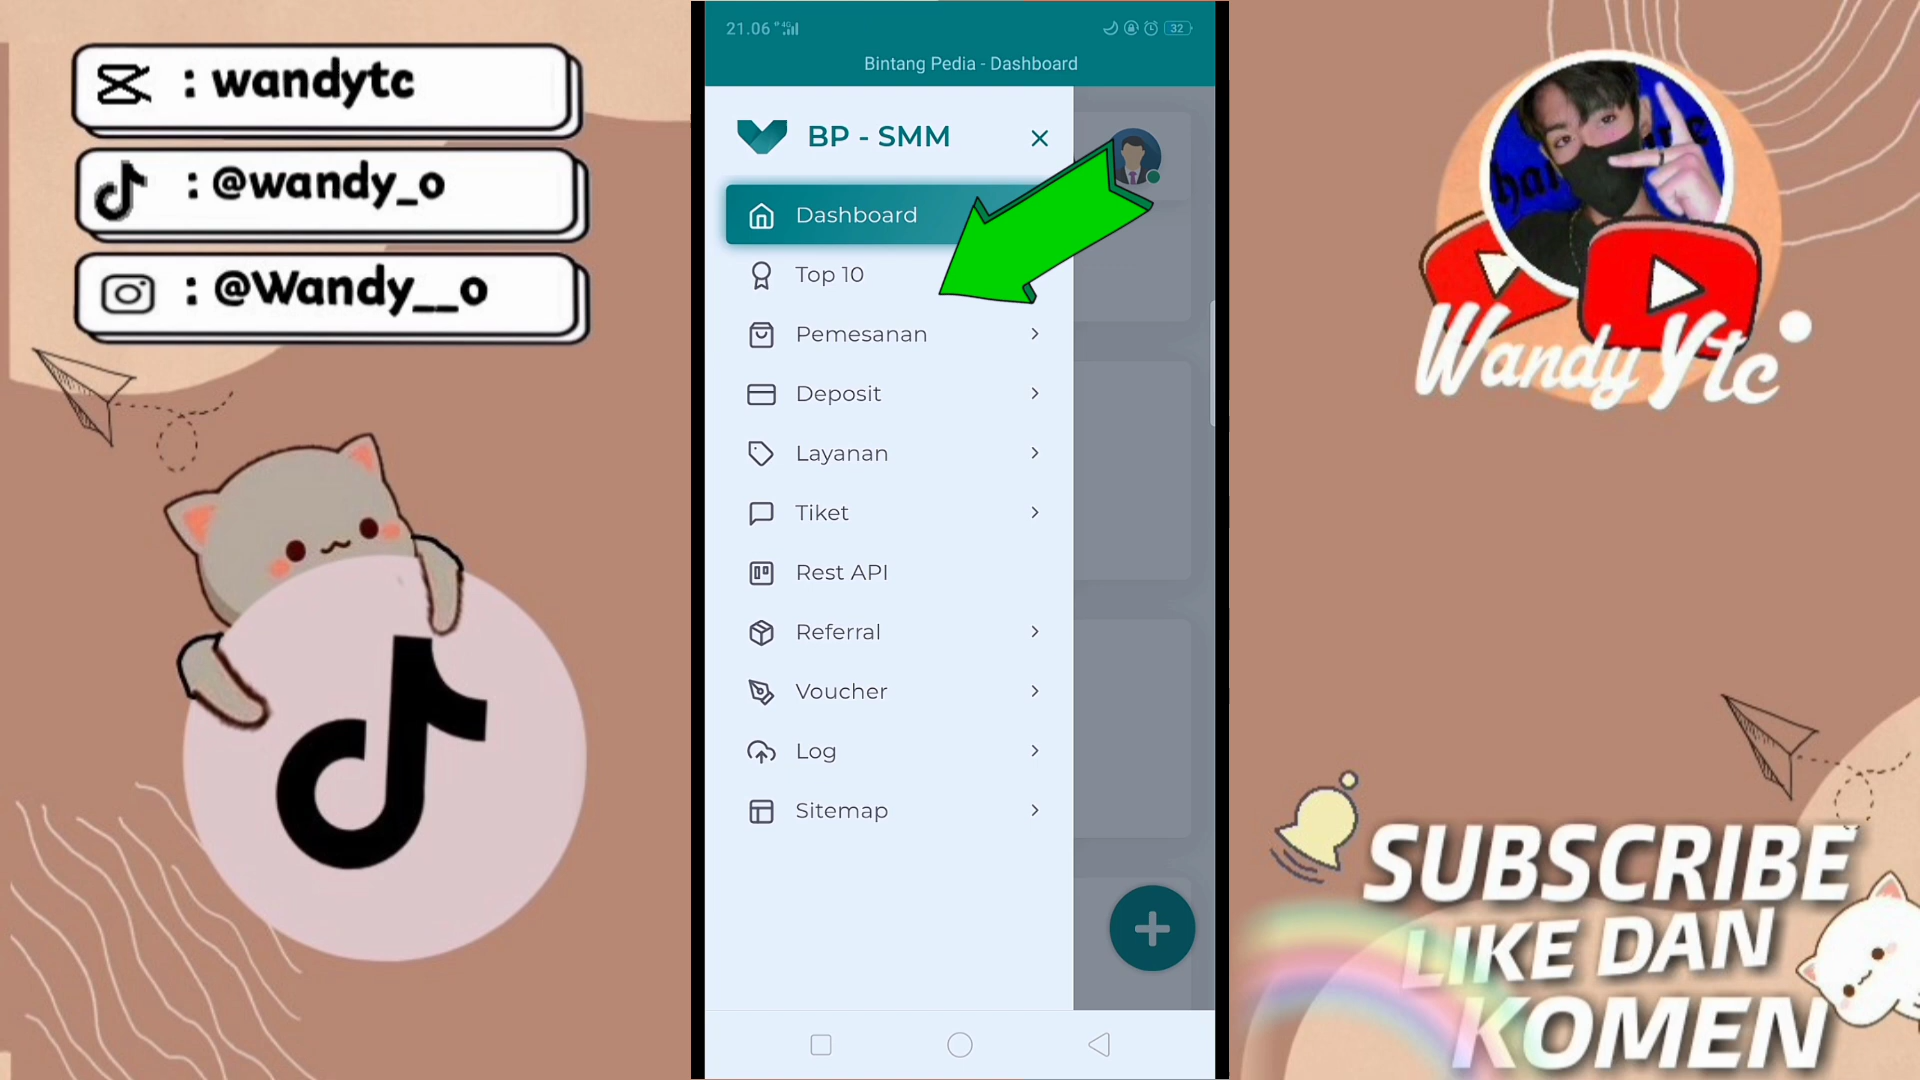 : wandytc
: @wandy_o
: @Wandy__o
21.06
4G
32
Bintang Pedia - Dashboard
BP - SMM
Dashboard
Top 10
Pemesanan
Deposit
Layanan
Tiket
Rest API
Referral
Voucher
Log
Sitemap
Wandy Ytc
SUBSCRIBE
LIKE DAN
KOMEN